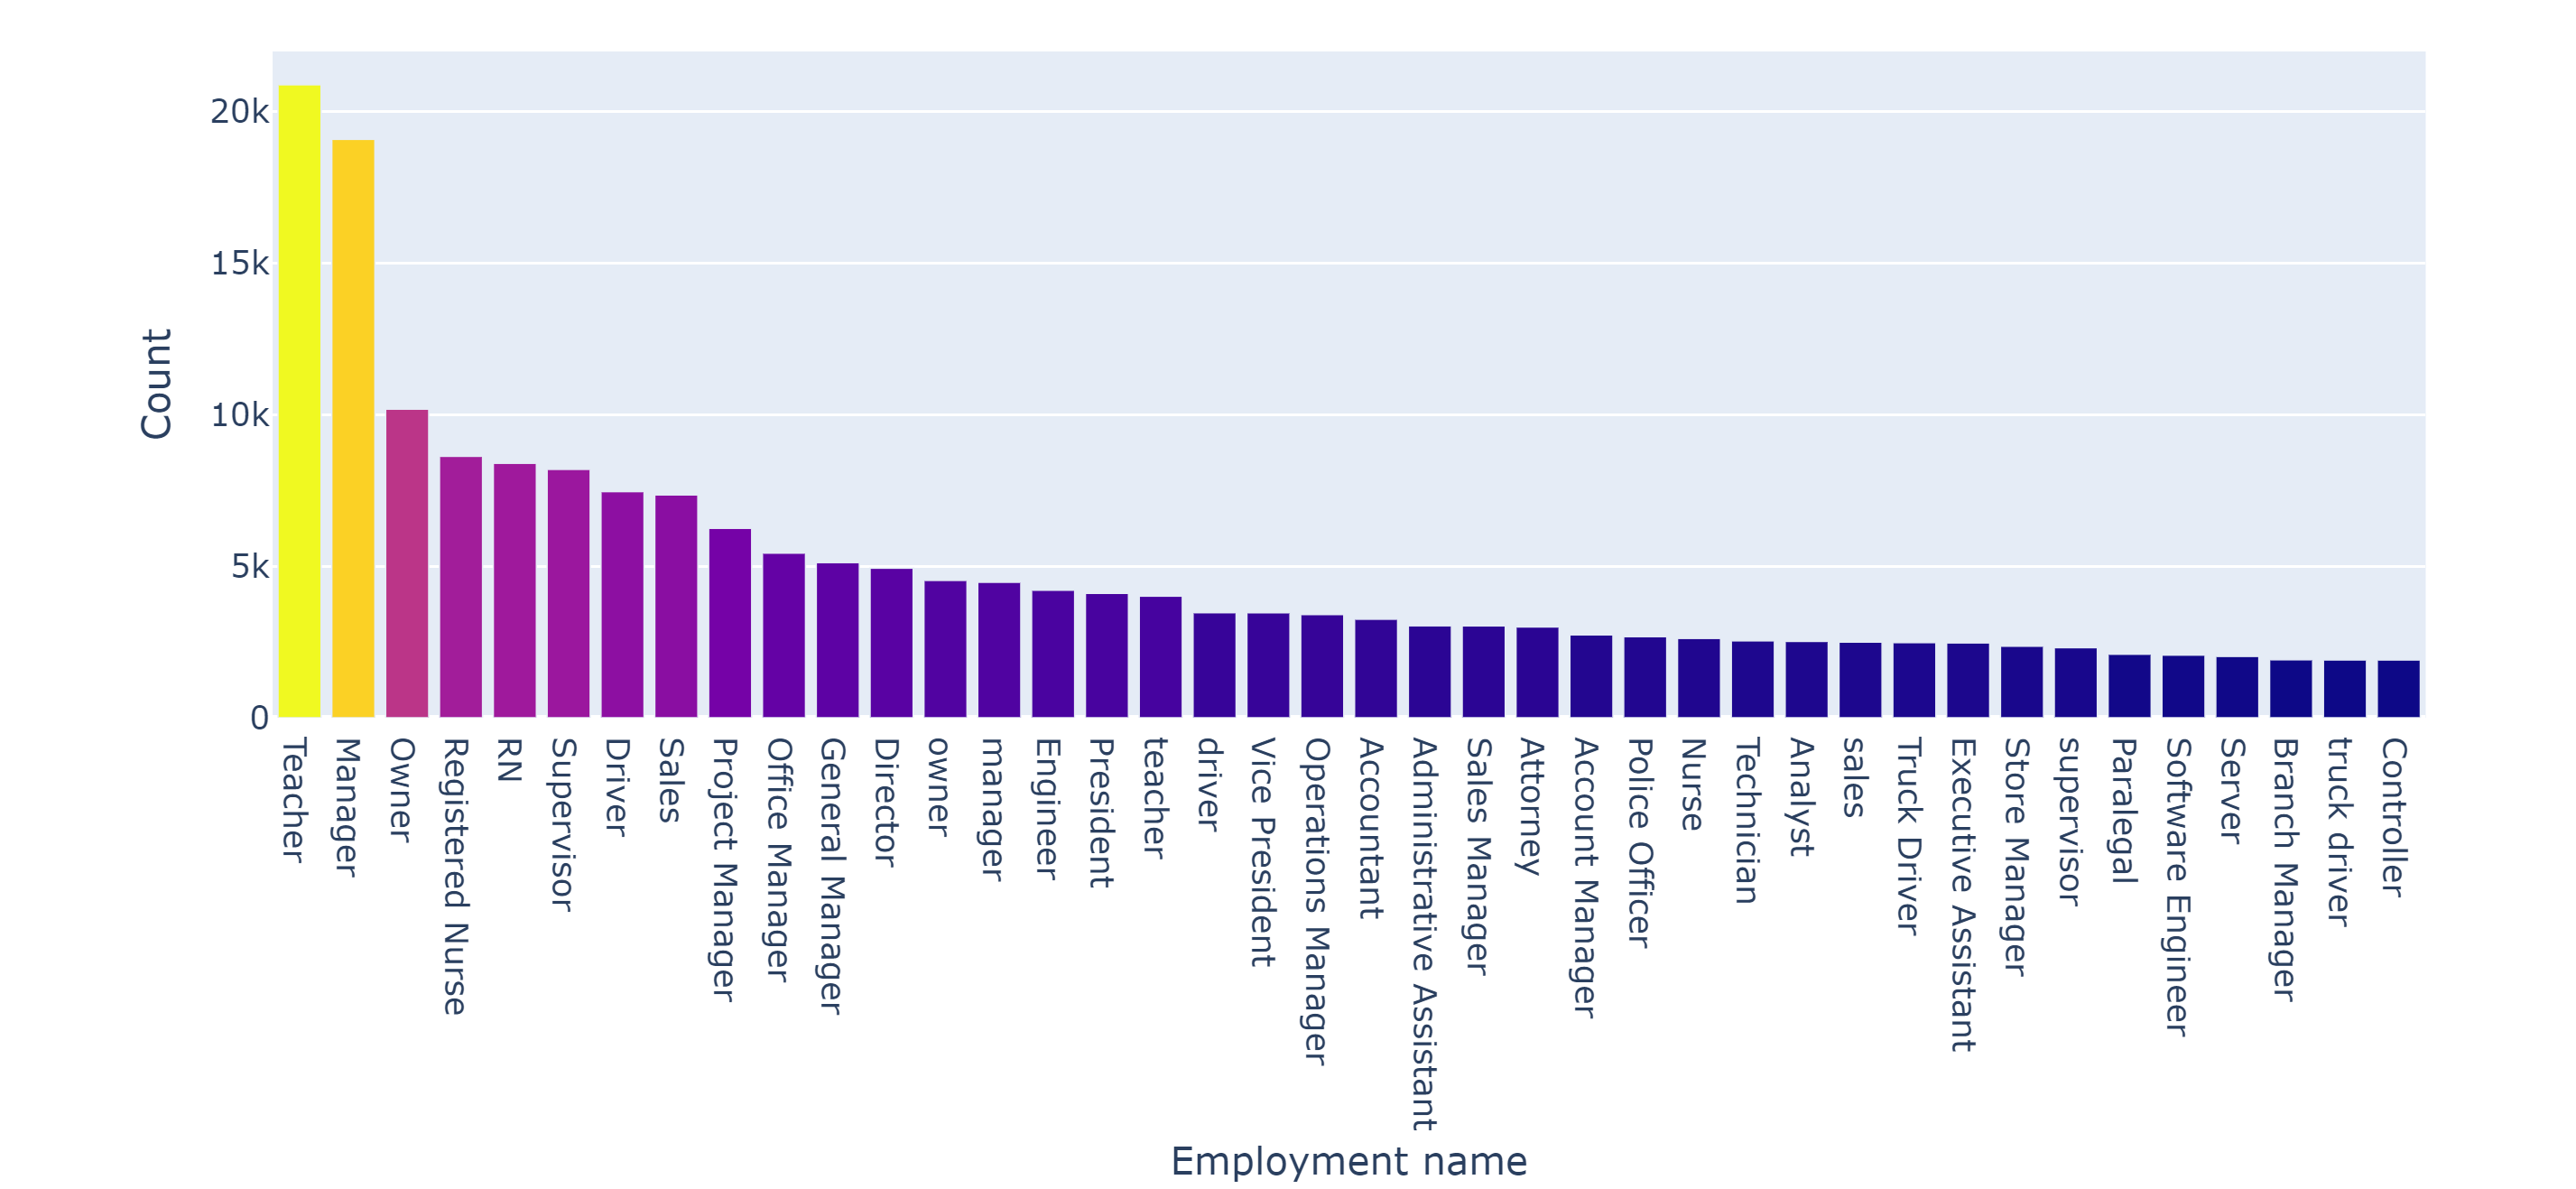 20k
15k
10k
5k
0
Count
Teacher
Manager
Owner
Registered Nurse
RN
Supervisor
Driver
Sales
Project Manager
Office Manager
General Manager
Director
owner
manager
Engineer
President
teacher
driver
Vice President
Operations Manager
Accountant
Administrative Assistant
Sales Manager
Attorney
Account Manager
Police Officer
Nurse
Technician
Analyst
sales
Truck Driver
Executive Assistant
Store Manager
supervisor
Paralegal
Software Engineer
Server
Branch Manager
truck driver
Controller
Employment name